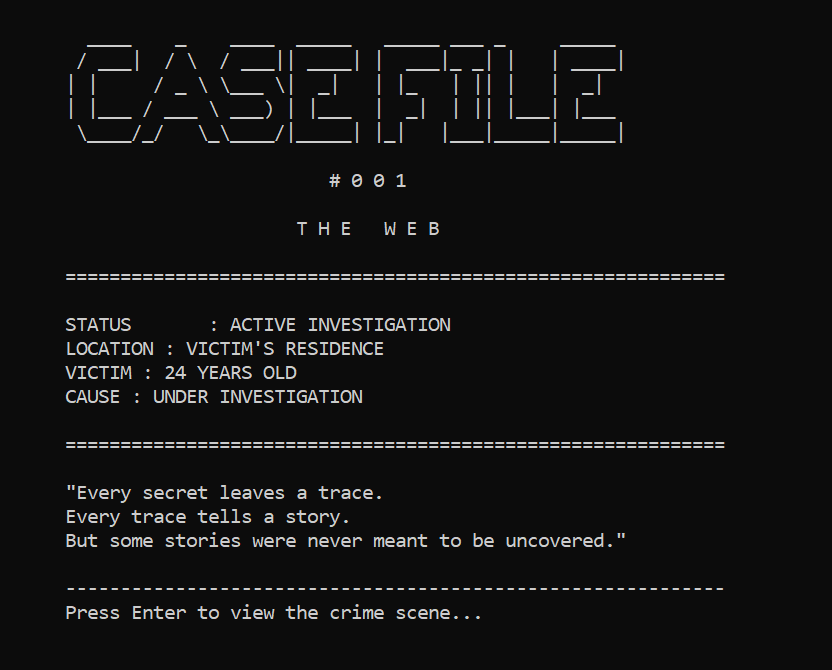 CASE FILE
# 0 0 1
T H E   W E B
============================================================
STATUS       : ACTIVE INVESTIGATION
LOCATION : VICTIM'S RESIDENCE
VICTIM : 24 YEARS OLD
CAUSE : UNDER INVESTIGATION
============================================================
"Every secret leaves a trace.
Every trace tells a story.
But some stories were never meant to be uncovered."
------------------------------------------------------------
Press Enter to view the crime scene...